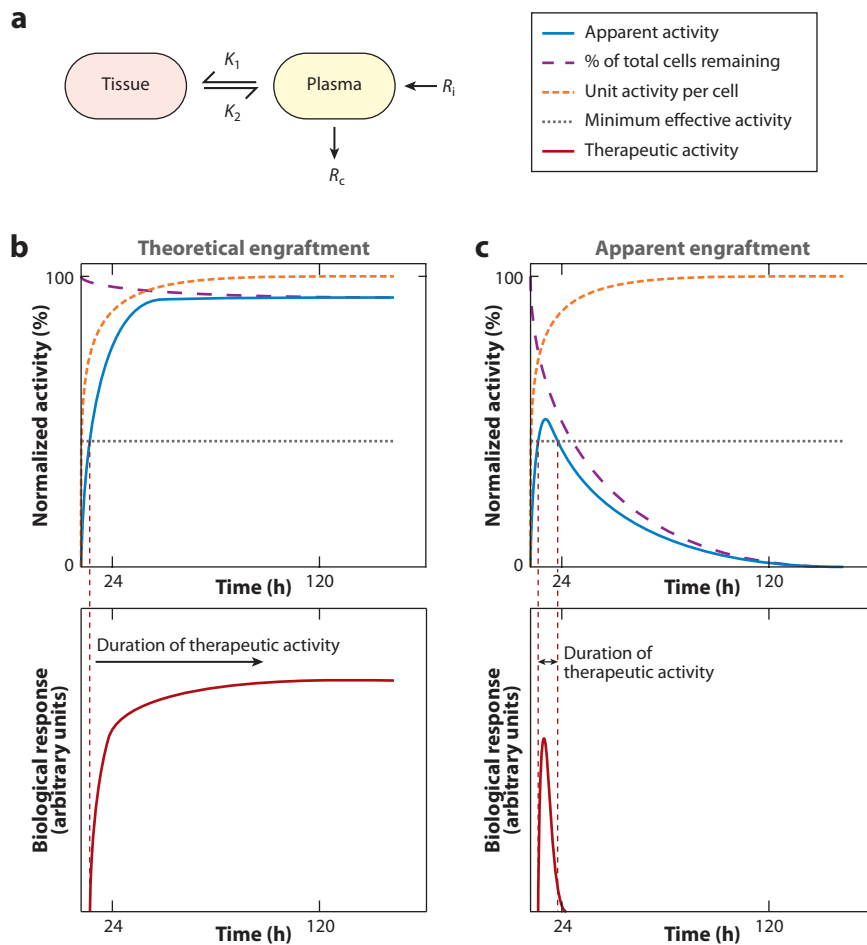 a
Tissue
K1
K2
Plasma
Ri
Rc
Apparent activity
% of total cells remaining
Unit activity per cell
Minimum effective activity
Therapeutic activity
b
Theoretical engraftment
Normalized activity (%)
100
0
24
120
Time (h)
Duration of therapeutic activity
Biological response
(arbitrary units)
24
120
Time (h)
c
Apparent engraftment
Normalized activity (%)
100
0
24
120
Time (h)
Duration of
therapeutic activity
Biological response
(arbitrary units)
24
120
Time (h)